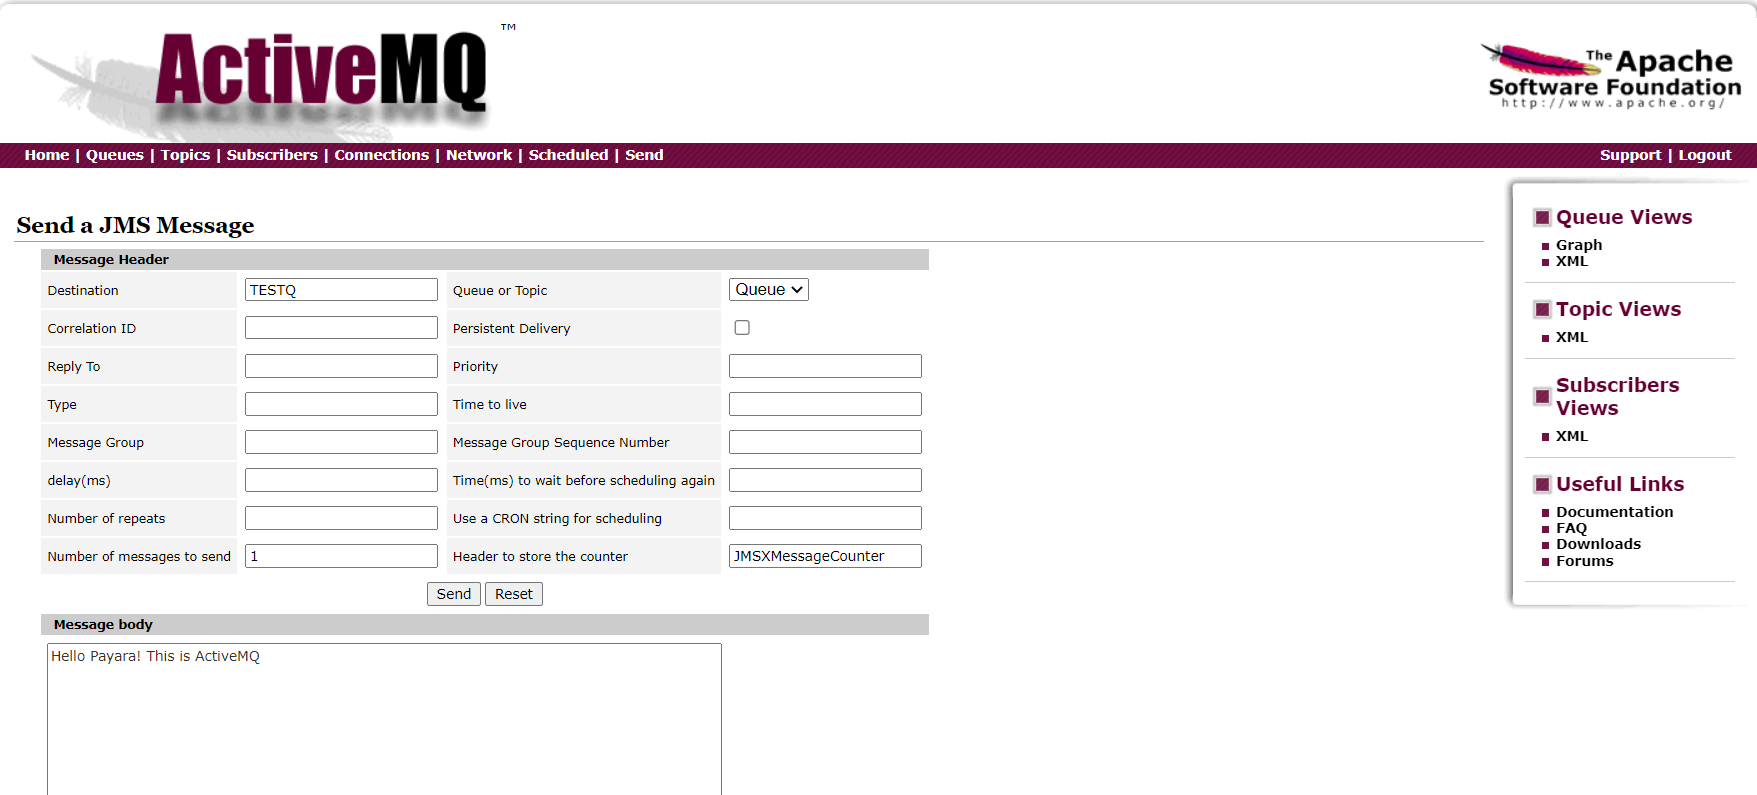 ActiveMQ ™
The Apache
Software Foundation
http://www.apache.org/
Home | Queues | Topics | Subscribers | Connections | Network | Scheduled | Send
Support | Logout
Send a JMS Message
Message Header
Destination TESTQ Queue or Topic Queue
Correlation ID Persistent Delivery
Reply To Priority
Type Time to live
Message Group Message Group Sequence Number
delay(ms) Time(ms) to wait before scheduling again
Number of repeats Use a CRON string for scheduling
Number of messages to send 1 Header to store the counter JMSXMessageCounter
Send Reset
Message body
Hello Payara! This is ActiveMQ
Queue Views
Graph
XML
Topic Views
XML
Subscribers
Views
XML
Useful Links
Documentation
FAQ
Downloads
Forums